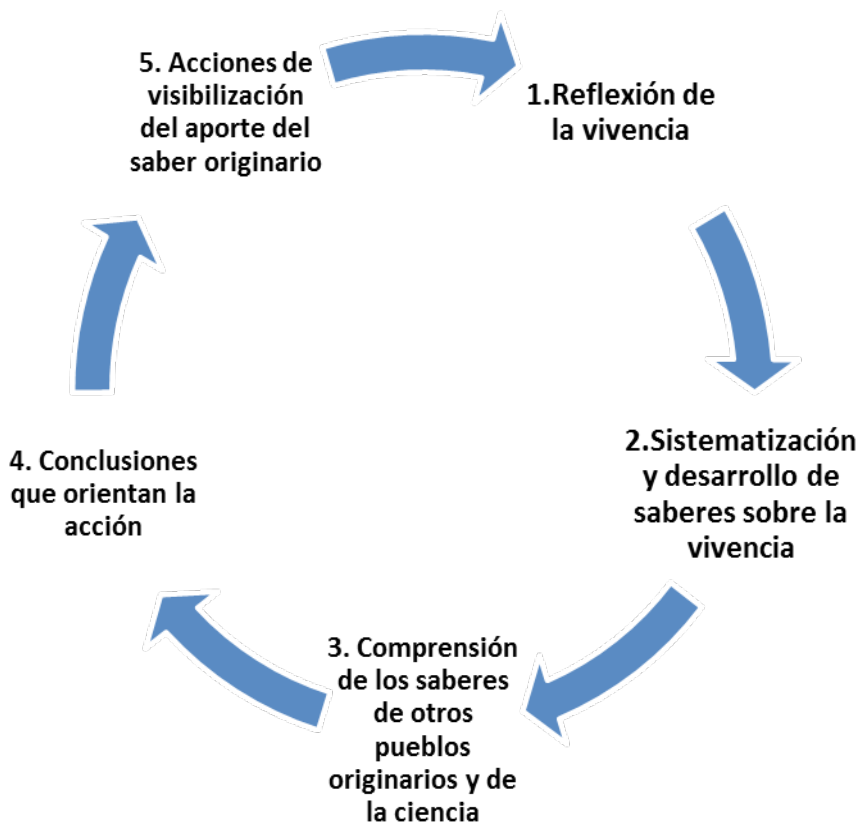 1.Reflexión de
la vivencia
2.Sistematización
y desarrollo de
saberes sobre la
vivencia
3. Comprensión
de los saberes
de otros
pueblos
originarios y de
la ciencia
4. Conclusiones
que orientan la
acción
5. Acciones de
visibilización
del aporte del
saber originario